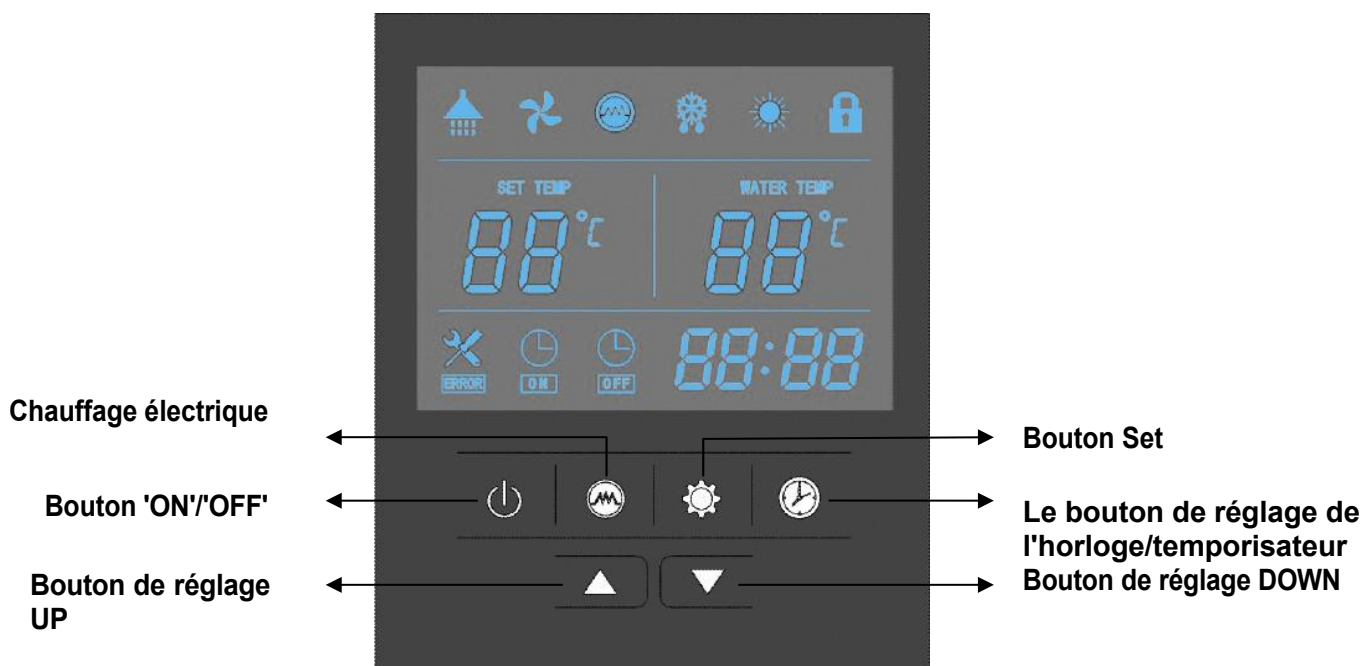 SET TEMP
WATER TEMP
88°C
88°C
ERROR
ON
OFF
88:88
Chauffage électrique
Bouton Set
Bouton 'ON'/'OFF'
Le bouton de réglage de
l'horloge/temporisateur
Bouton de réglage
UP
Bouton de réglage DOWN